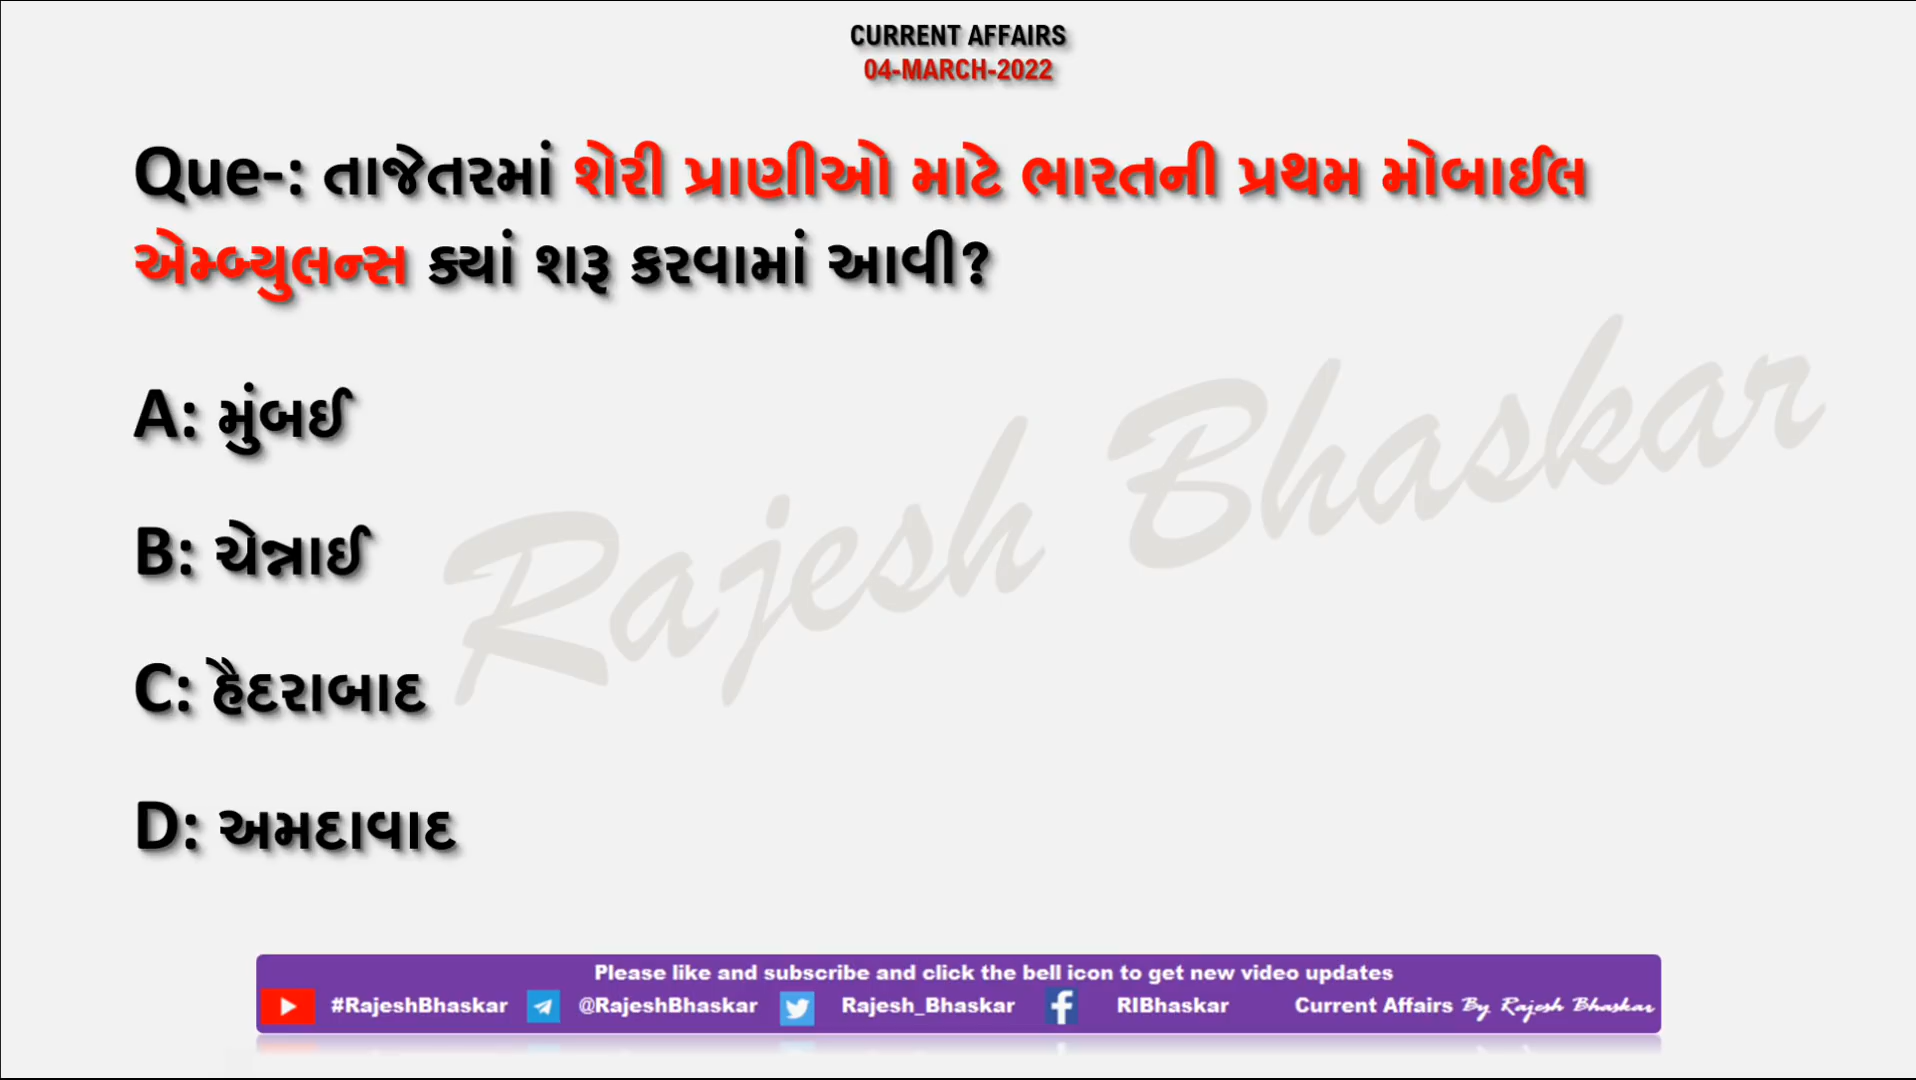 CURRENT AFFAIRS
04-MARCH-2022
Que-: તાજેતરમાં શેરી પ્રાણીઓ માટે ભારતની પ્રથમ મોબાઈલ
એમ્બ્યુલન્સ ક્યાં શરૂ કરવામાં આવી?
A: મુંબઈ
B: ચેન્નાઈ
C: હૈદરાબાદ
D: અમદાવાદ
Rajesh Bhaskar
Please like and subscribe and click the bell icon to get new video updates
#RajeshBhaskar @RajeshBhaskar Rajesh_Bhaskar RIBhaskar Current Affairs By Rajesh Bhaskar